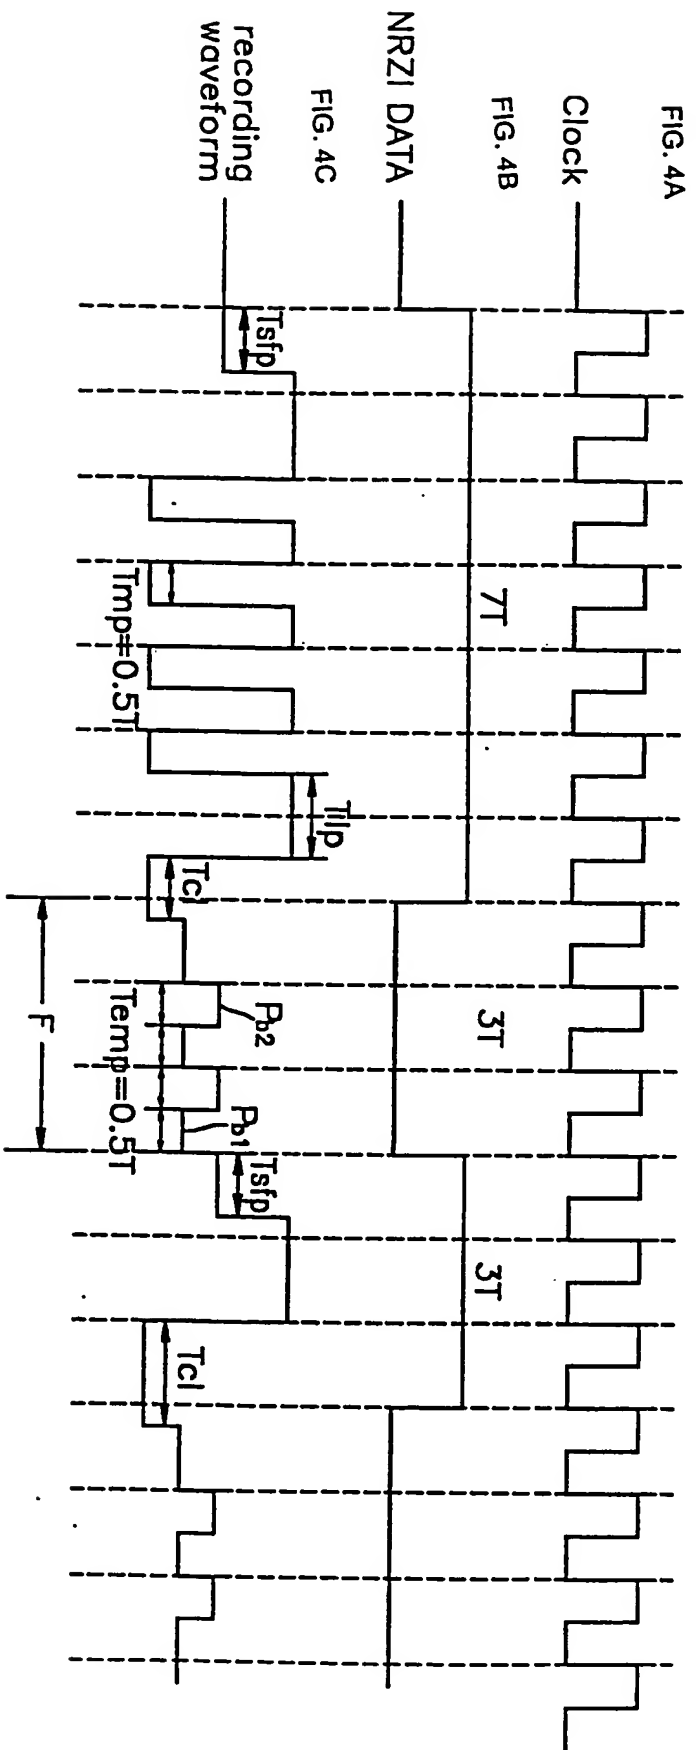 FIG. 4A
Clock
FIG. 4B
NRZI DATA
7T
3T
3T
FIG. 4C
recording
waveform
Tsfp
Tmp=0.5T
Tlp
Tcl
Pb2
Temp=0.5T
Pb1
Tsfp
Tcl
F